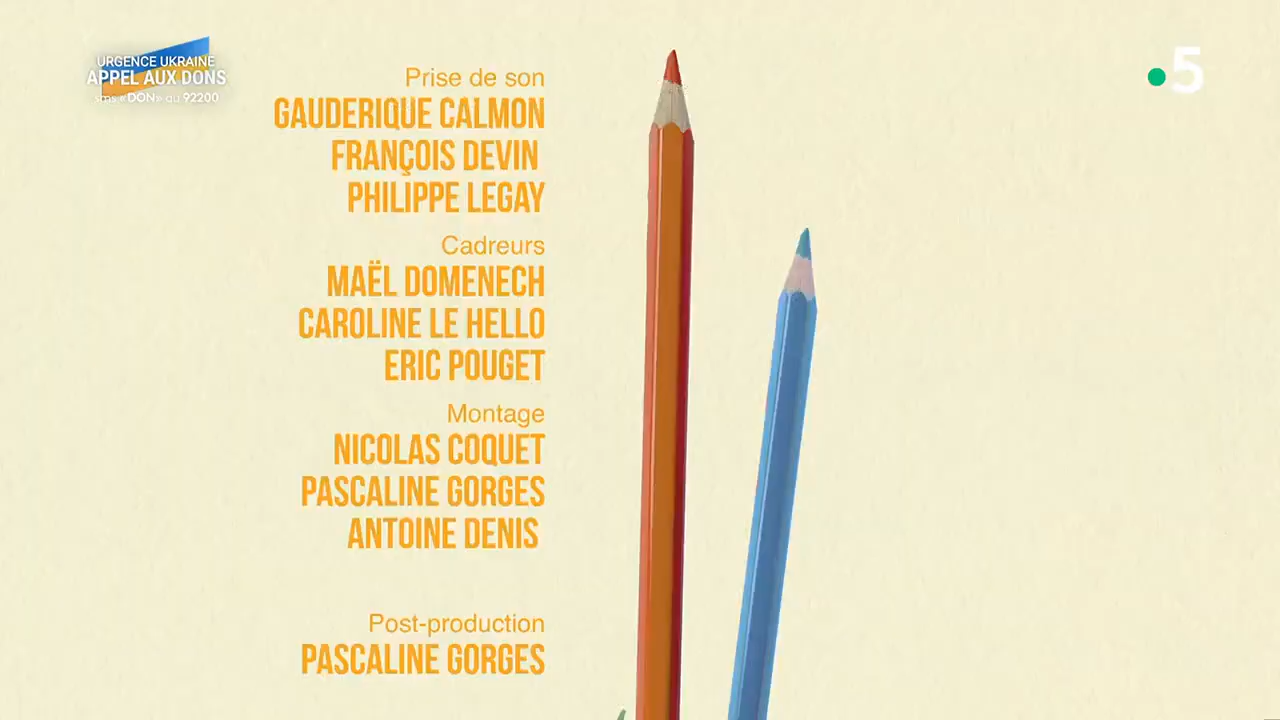 URGENCE UKRAINE
APPEL AUX DONS
sms «DON» au 92200
5
Prise de son
GAUDERIQUE CALMON
FRANÇOIS DEVIN
PHILIPPE LEGAY
Cadreurs
MAËL DOMENECH
CAROLINE LE HELLO
ERIC POUGET
Montage
NICOLAS COQUET
PASCALINE GORGES
ANTOINE DENIS
Post-production
PASCALINE GORGES